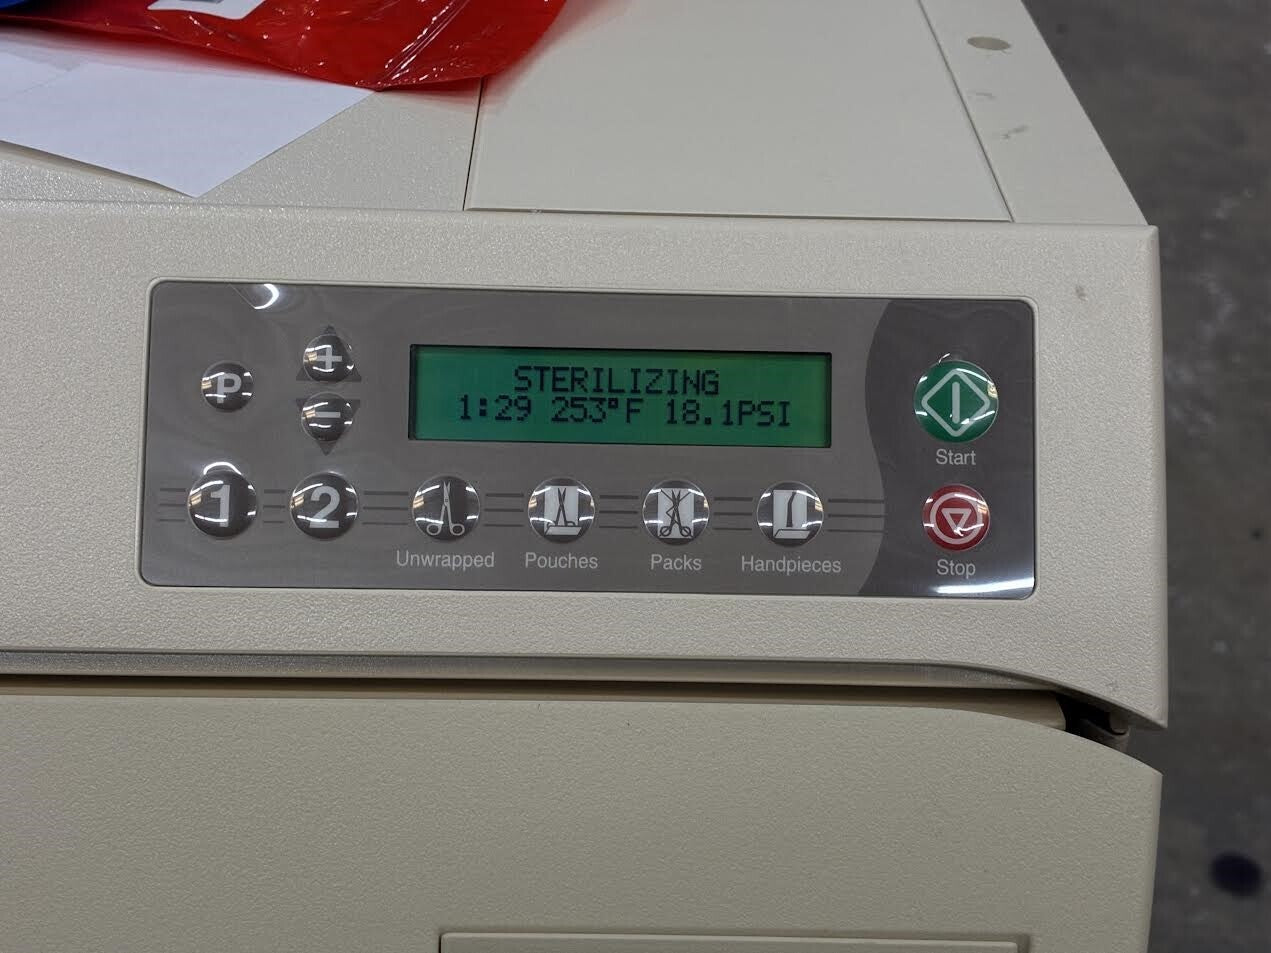 P
+
−
STERILIZING
1:29 253°F 18.1PSI
Start
1
2
Unwrapped
Pouches
Packs
Handpieces
Stop